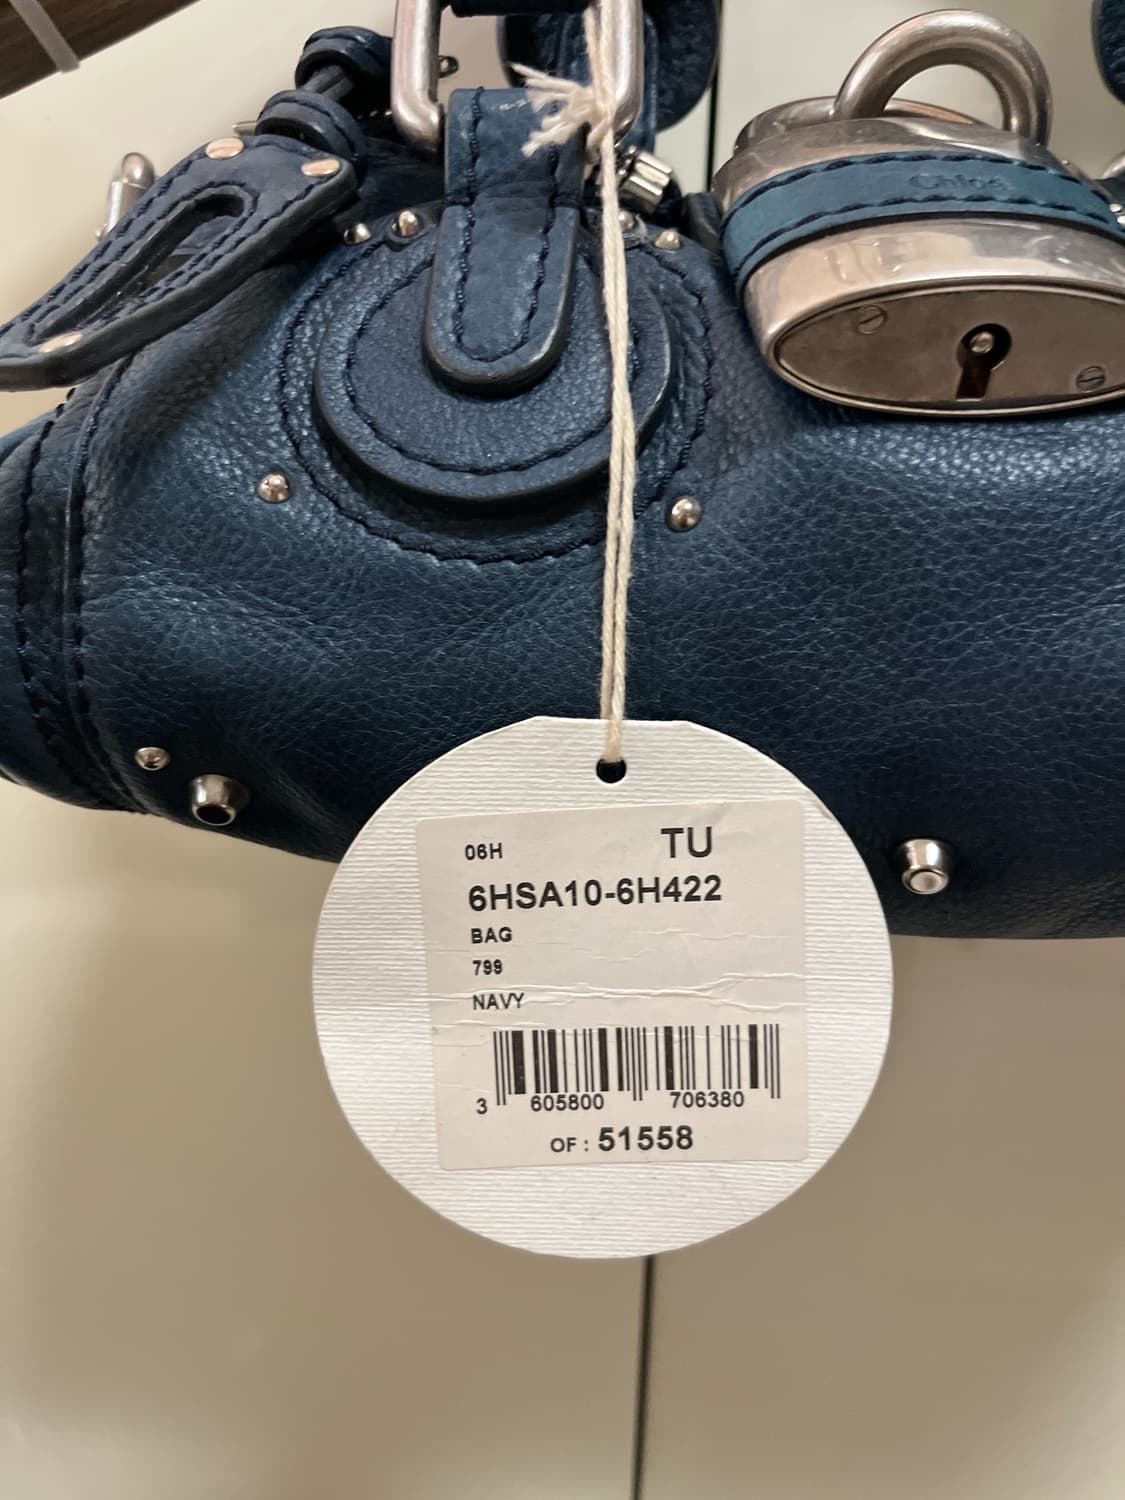 Chloé
06H TU
6HSA10-6H422
BAG
799
NAVY
3 605800 706380
OF : 51558